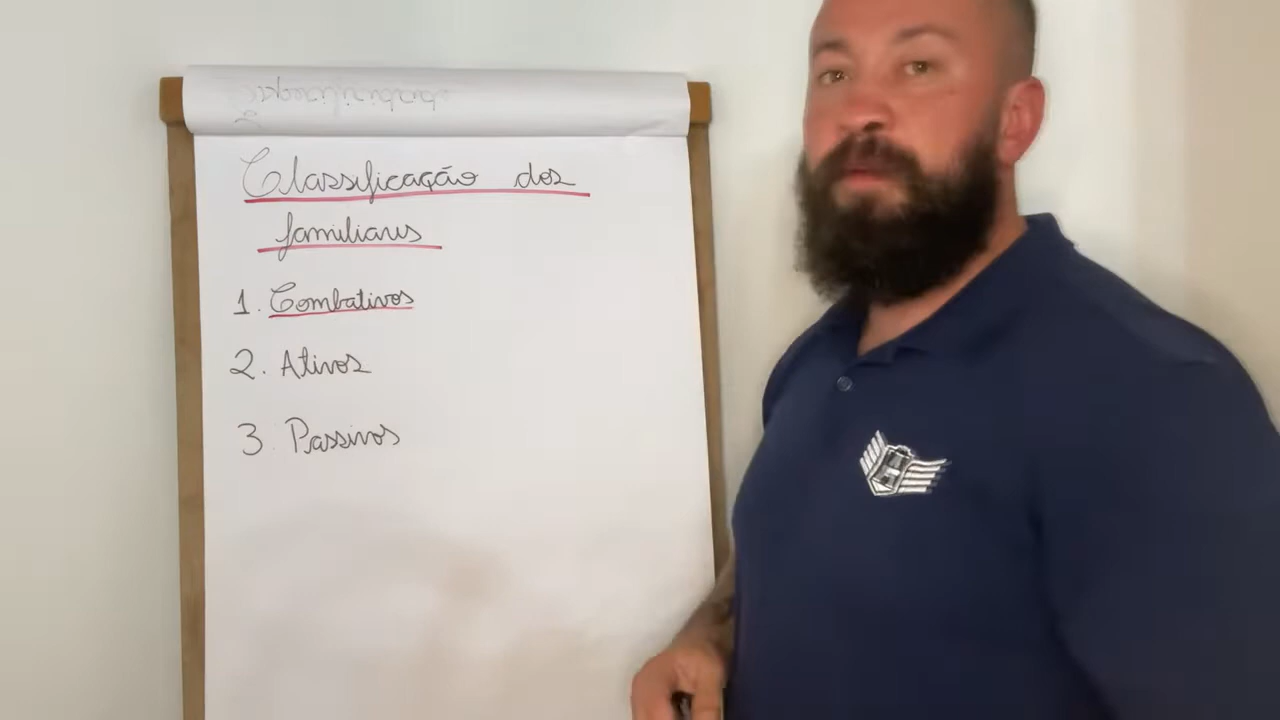 Classificação dos
familiares
1. Combativos
2. Ativos
3. Passivos